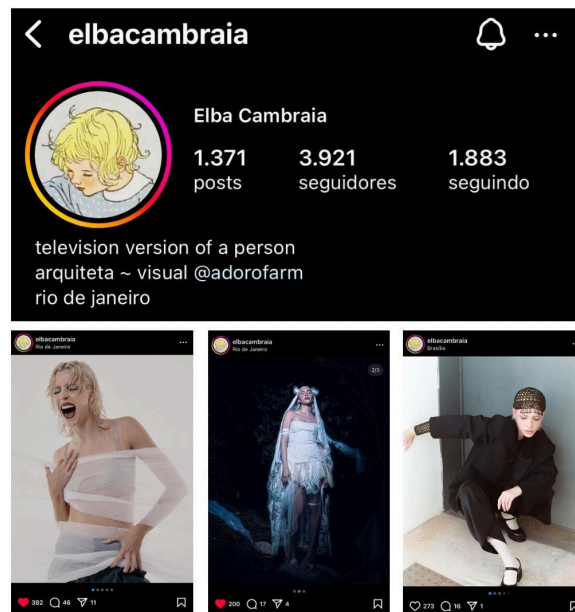 elbacambraia
Elba Cambraia
1.371 3.921 1.883
posts seguidores seguindo
television version of a person
arquiteta ~ visual @adorofarm
rio de janeiro
elbacambraia
Rio de Janeiro
382 46 11
elbacambraia
Rio de Janeiro
2/3
200 17 4
elbacambraia
Brasília
273 16 1